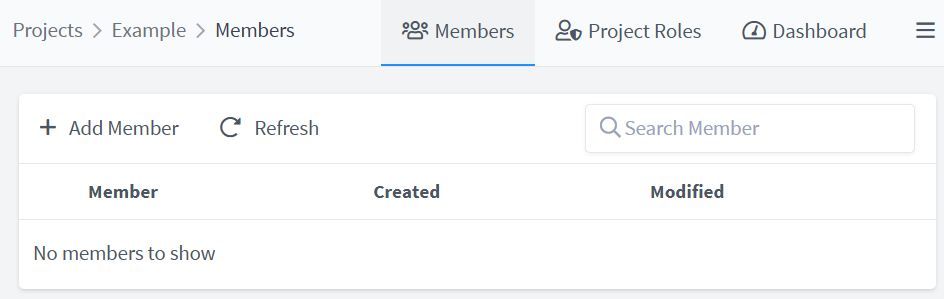 Projects > Example > Members
Members
Project Roles
Dashboard
Add Member
Refresh
Search Member
Member Created Modified
No members to show